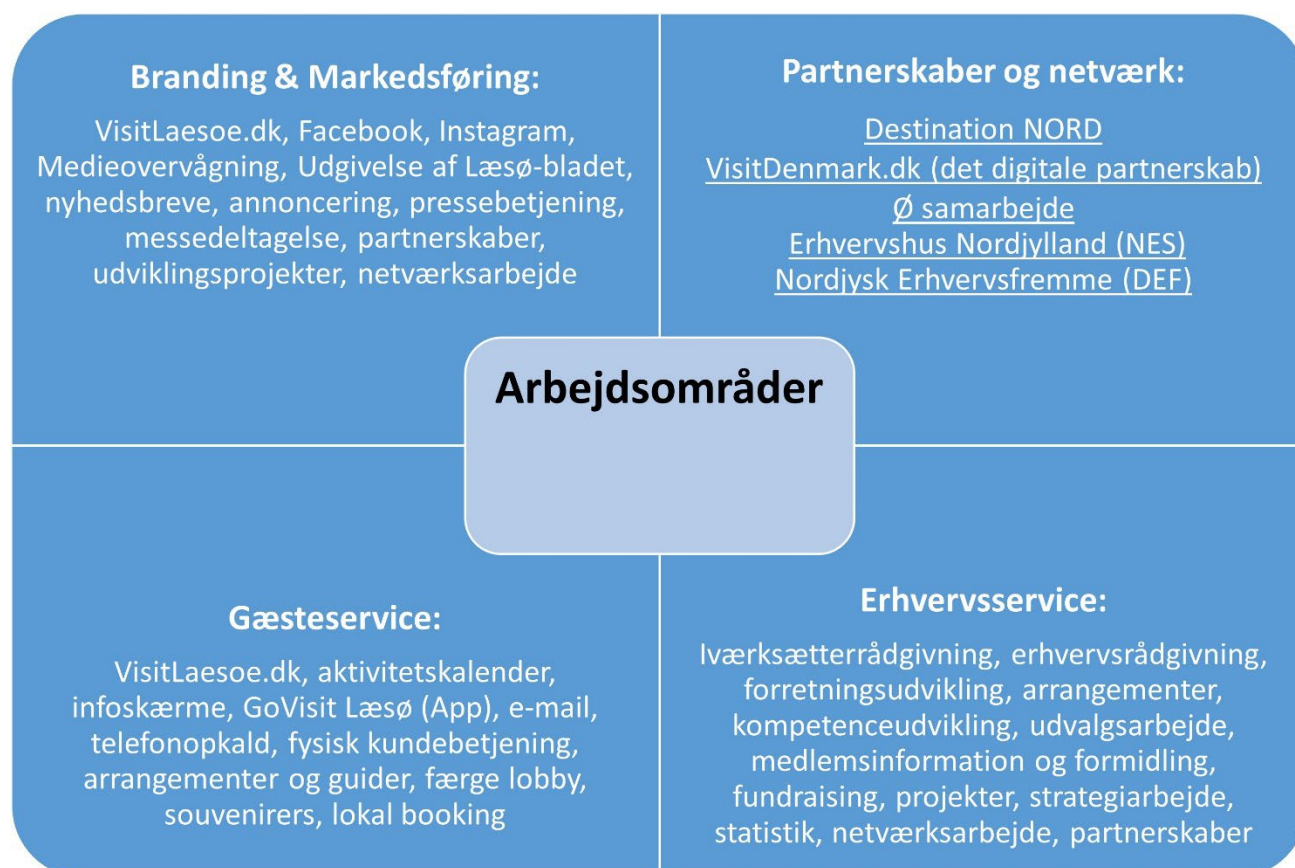 Branding & Markedsføring:
VisitLaesoe.dk, Facebook, Instagram,
Medieovervågning, Udgivelse af Læsø-bladet,
nyhedsbreve, annoncering, pressebetjening,
messedeltagelse, partnerskaber,
udviklingsprojekter, netværksarbejde
Partnerskaber og netværk:
Destination NORD
VisitDenmark.dk (det digitale partnerskab)
Ø samarbejde
Erhvervshus Nordjylland (NES)
Nordjysk Erhvervsfremme (DEF)
Arbejdsområder
Gæsteservice:
VisitLaesoe.dk, aktivitetskalender,
infoskærme, GoVisit Læsø (App), e-mail,
telefonopkald, fysisk kundebetjening,
arrangementer og guider, færge lobby,
souvenirers, lokal booking
Erhvervsservice:
Iværksætterrådgivning, erhvervsrådgivning,
forretningsudvikling, arrangementer,
kompetenceudvikling, udvalgsarbejde,
medlemsinformation og formidling,
fundraising, projekter, strategiarbejde,
statistik, netværksarbejde, partnerskaber